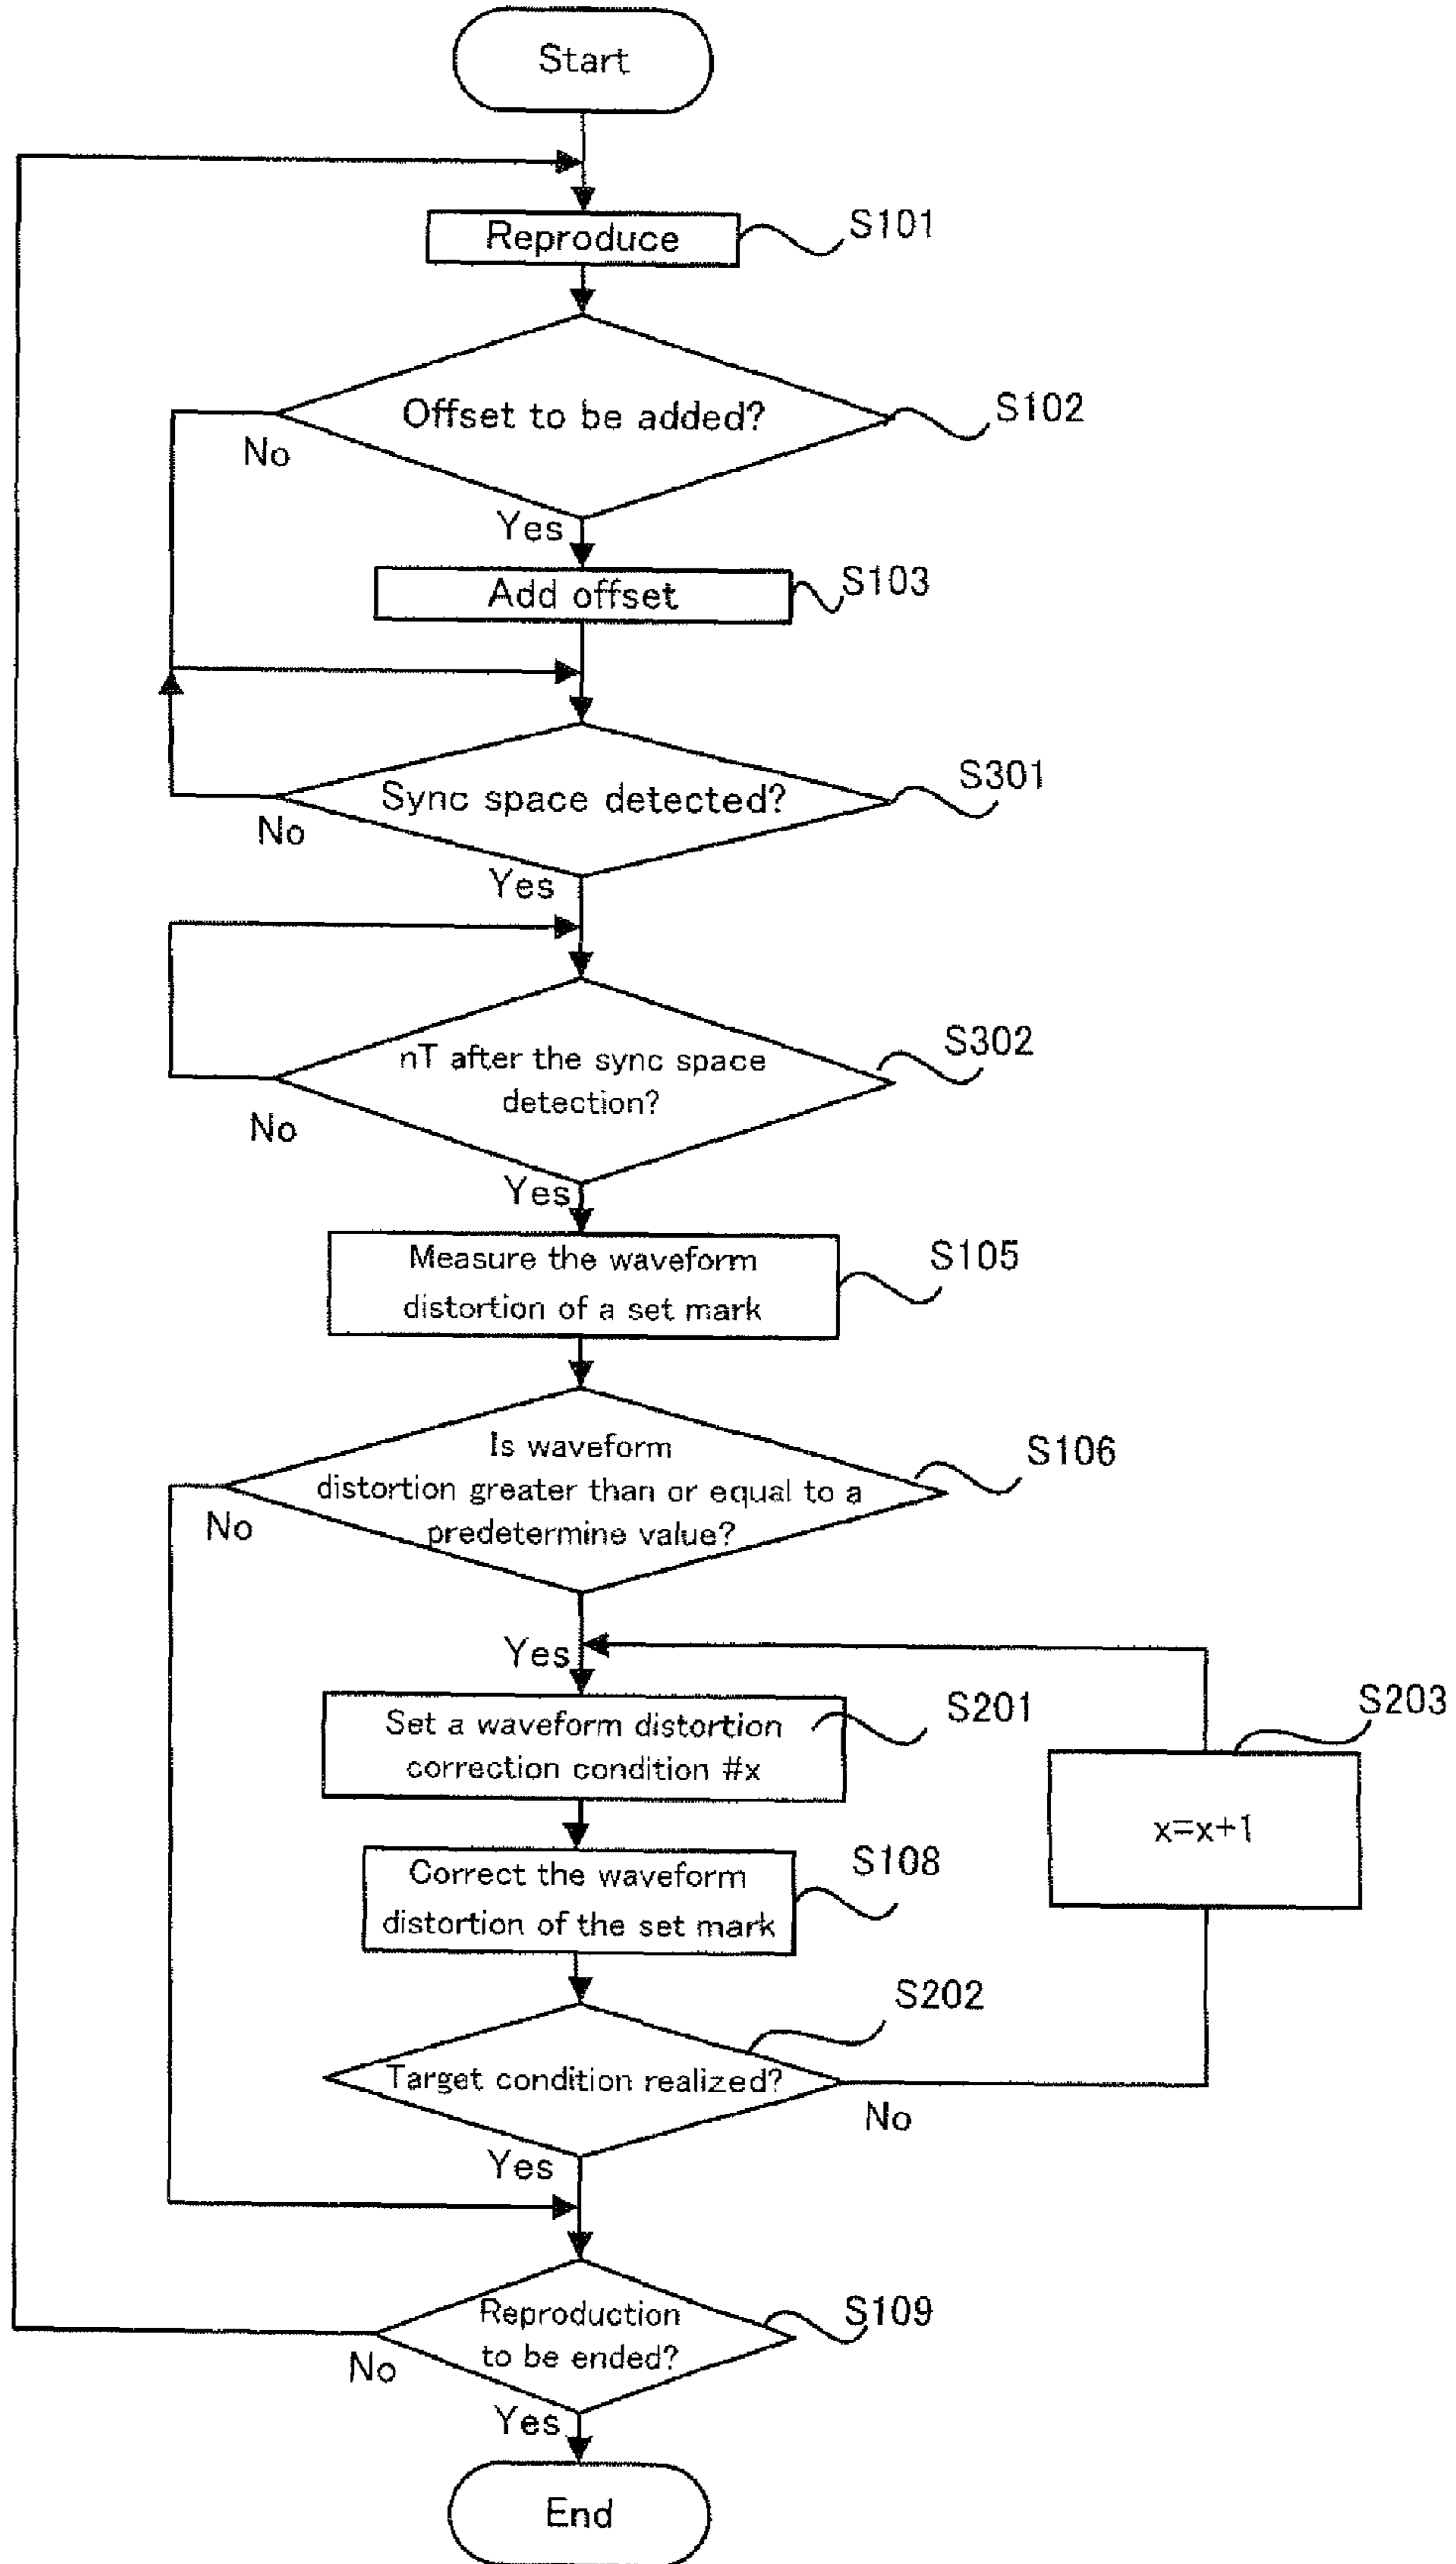 Start
Reproduce
S101
Offset to be added?
S102
No
Yes
Add offset
S103
Sync space detected?
S301
No
Yes
nT after the sync space
detection?
S302
No
Yes
Measure the waveform
distortion of a set mark
S105
Is waveform
distortion greater than or equal to a
predetermine value?
S106
No
Yes
Set a waveform distortion
correction condition #x
S201
S203
x=x+1
Correct the waveform
distortion of the set mark
S108
Target condition realized?
S202
No
Yes
Reproduction
to be ended?
S109
No
Yes
End